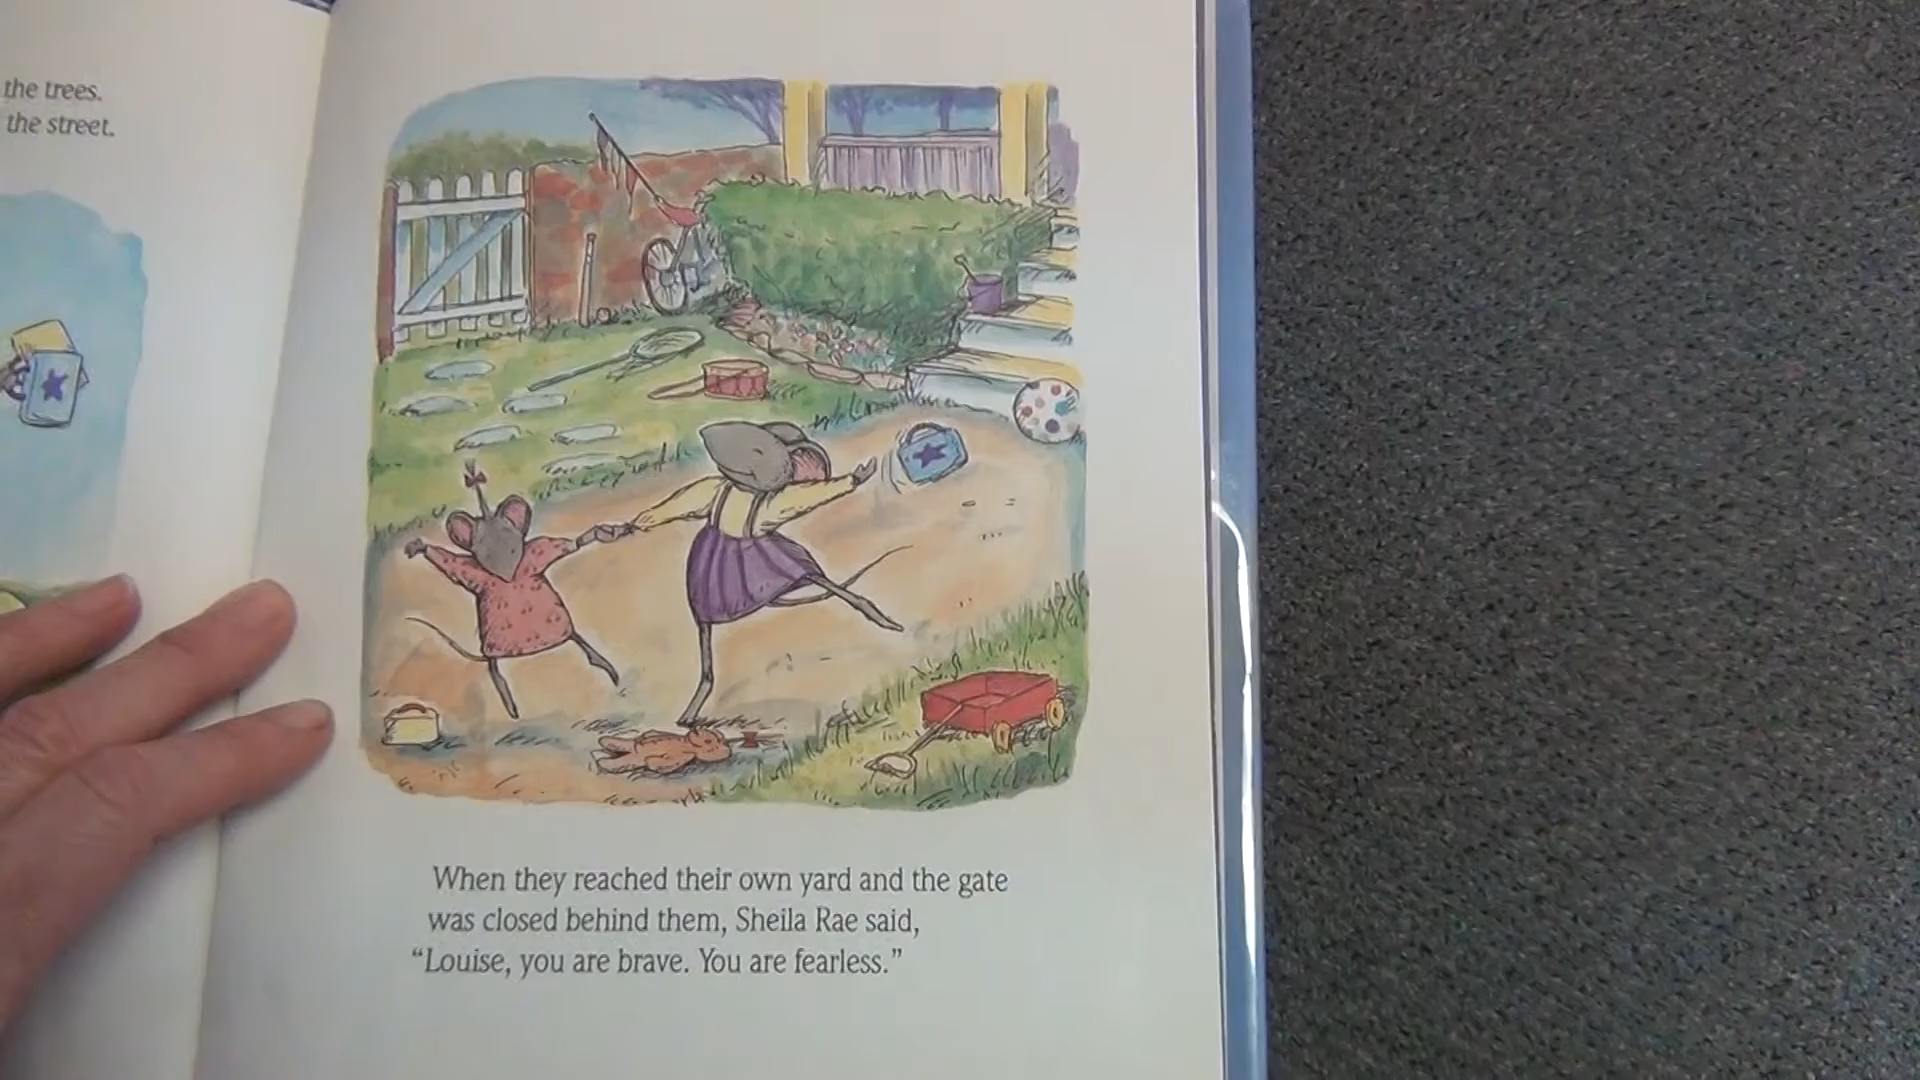 the trees.
the street.
When they reached their own yard and the gate
was closed behind them, Sheila Rae said,
“Louise, you are brave. You are fearless.”